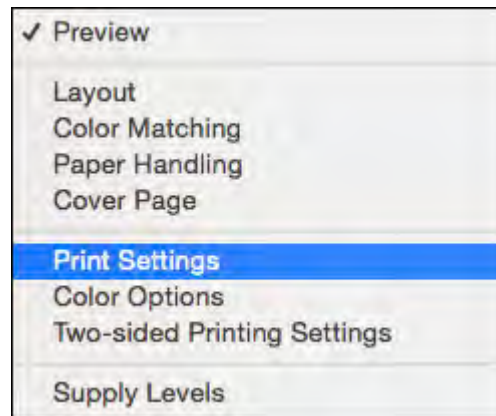 ✓ Preview
Layout
Color Matching
Paper Handling
Cover Page
Print Settings
Color Options
Two-sided Printing Settings
Supply Levels